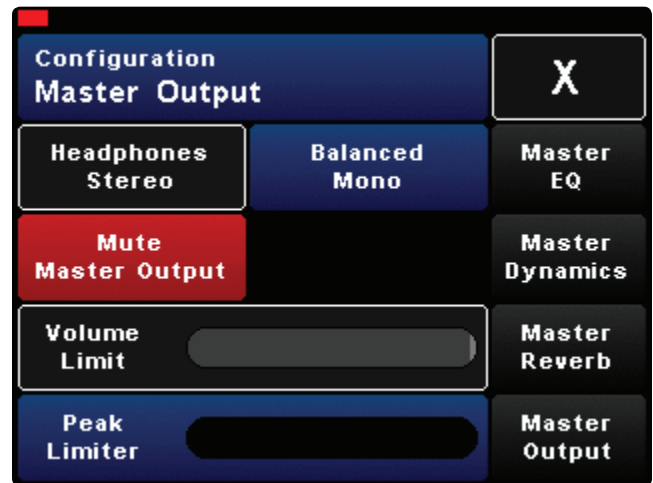 Configuration
Master Output
X
Headphones
Stereo
Balanced
Mono
Master
EQ
Mute
Master Output
Master
Dynamics
Volume
Limit
Master
Reverb
Peak
Limiter
Master
Output